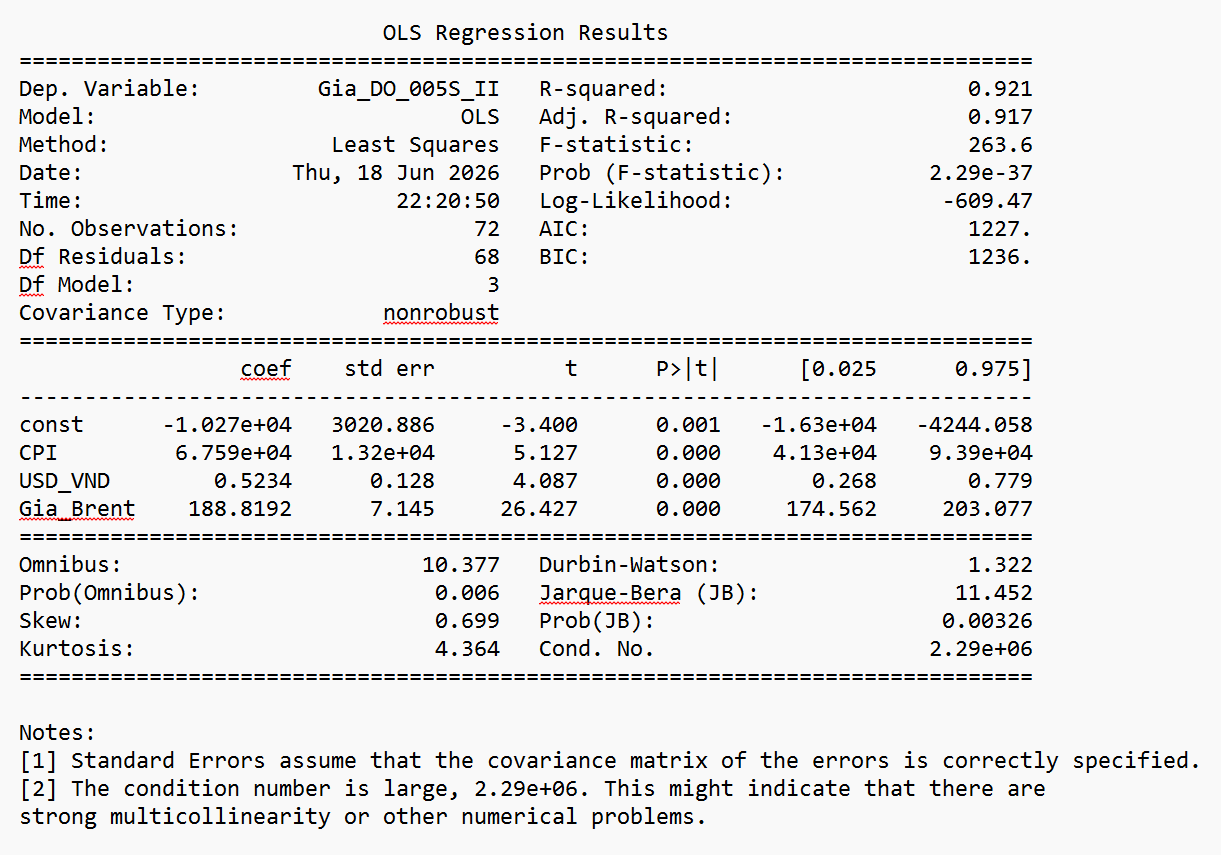 OLS Regression Results
==============================================================================
Dep. Variable:           Gia_DO_005S_II   R-squared:                       0.921
Model:                              OLS   Adj. R-squared:                  0.917
Method:                   Least Squares   F-statistic:                     263.6
Date:                  Thu, 18 Jun 2026   Prob (F-statistic):           2.29e-37
Time:                          22:20:50   Log-Likelihood:                -609.47
No. Observations:                    72   AIC:                             1227.
Df Residuals:                        68   BIC:                             1236.
Df Model:                             3
Covariance Type:              nonrobust
==============================================================================
coef    std err          t      P>|t|      [0.025      0.975]
------------------------------------------------------------------------------
const      -1.027e+04   3020.886     -3.400      0.001   -1.63e+04   -4244.058
CPI         6.759e+04   1.32e+04      5.127      0.000    4.13e+04    9.39e+04
USD_VND        0.5234      0.128      4.087      0.000       0.268       0.779
Gia_Brent    188.8192      7.145     26.427      0.000     174.562     203.077
==============================================================================
Omnibus:                       10.377   Durbin-Watson:                   1.322
Prob(Omnibus):                  0.006   Jarque-Bera (JB):               11.452
Skew:                           0.699   Prob(JB):                      0.00326
Kurtosis:                       4.364   Cond. No.                     2.29e+06
==============================================================================
Notes:
[1] Standard Errors assume that the covariance matrix of the errors is correctly specified.
[2] The condition number is large, 2.29e+06. This might indicate that there are
strong multicollinearity or other numerical problems.